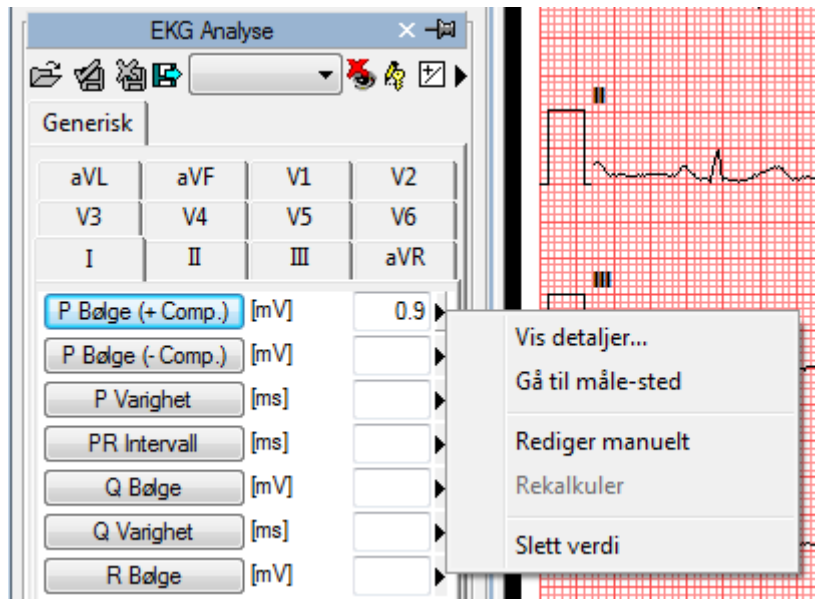 EKG Analyse
Generisk
aVL aVF V1 V2
V3 V4 V5 V6
I II III aVR
P Bølge (+ Comp.) [mV] 0.9
P Bølge (- Comp.) [mV]
P Varighet [ms]
PR Intervall [ms]
Q Bølge [mV]
Q Varighet [ms]
R Bølge [mV]
Vis detaljer...
Gå til måle-sted
Rediger manuelt
Rekalkuler
Slett verdi
II
III